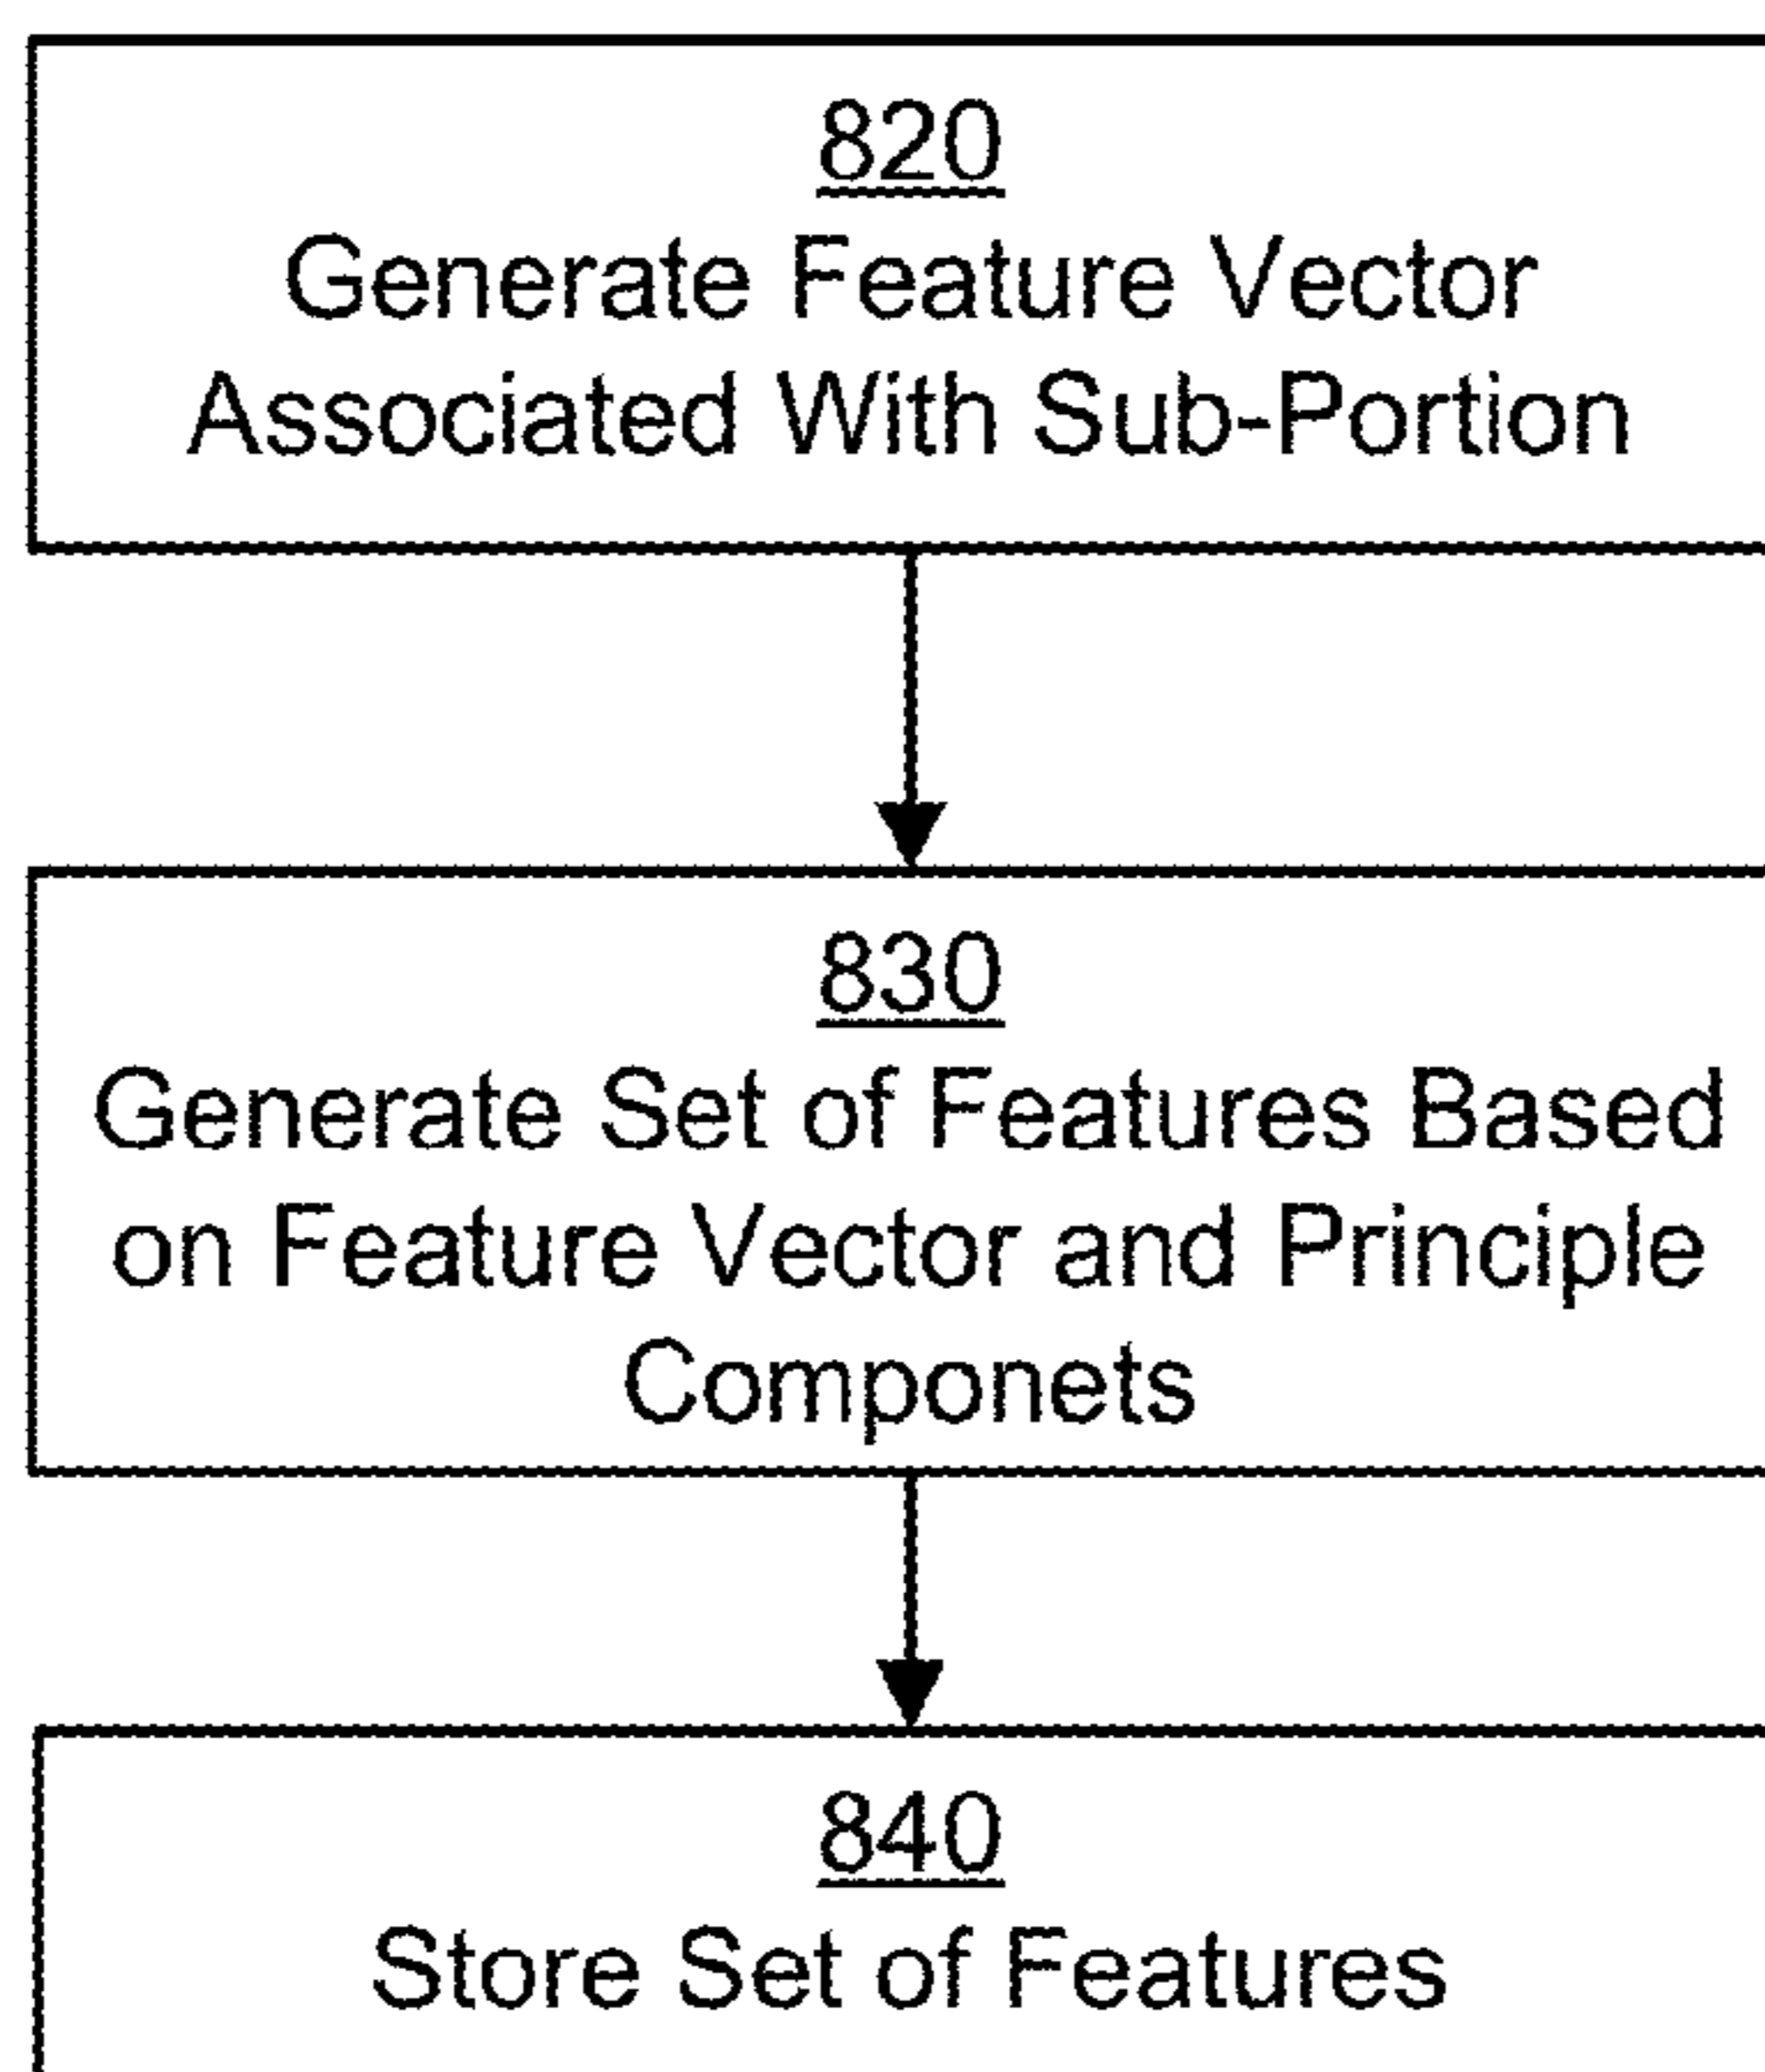 820
Generate Feature Vector
Associated With Sub-Portion
830
Generate Set of Features Based
on Feature Vector and Principle
Componets
840
Store Set of Features